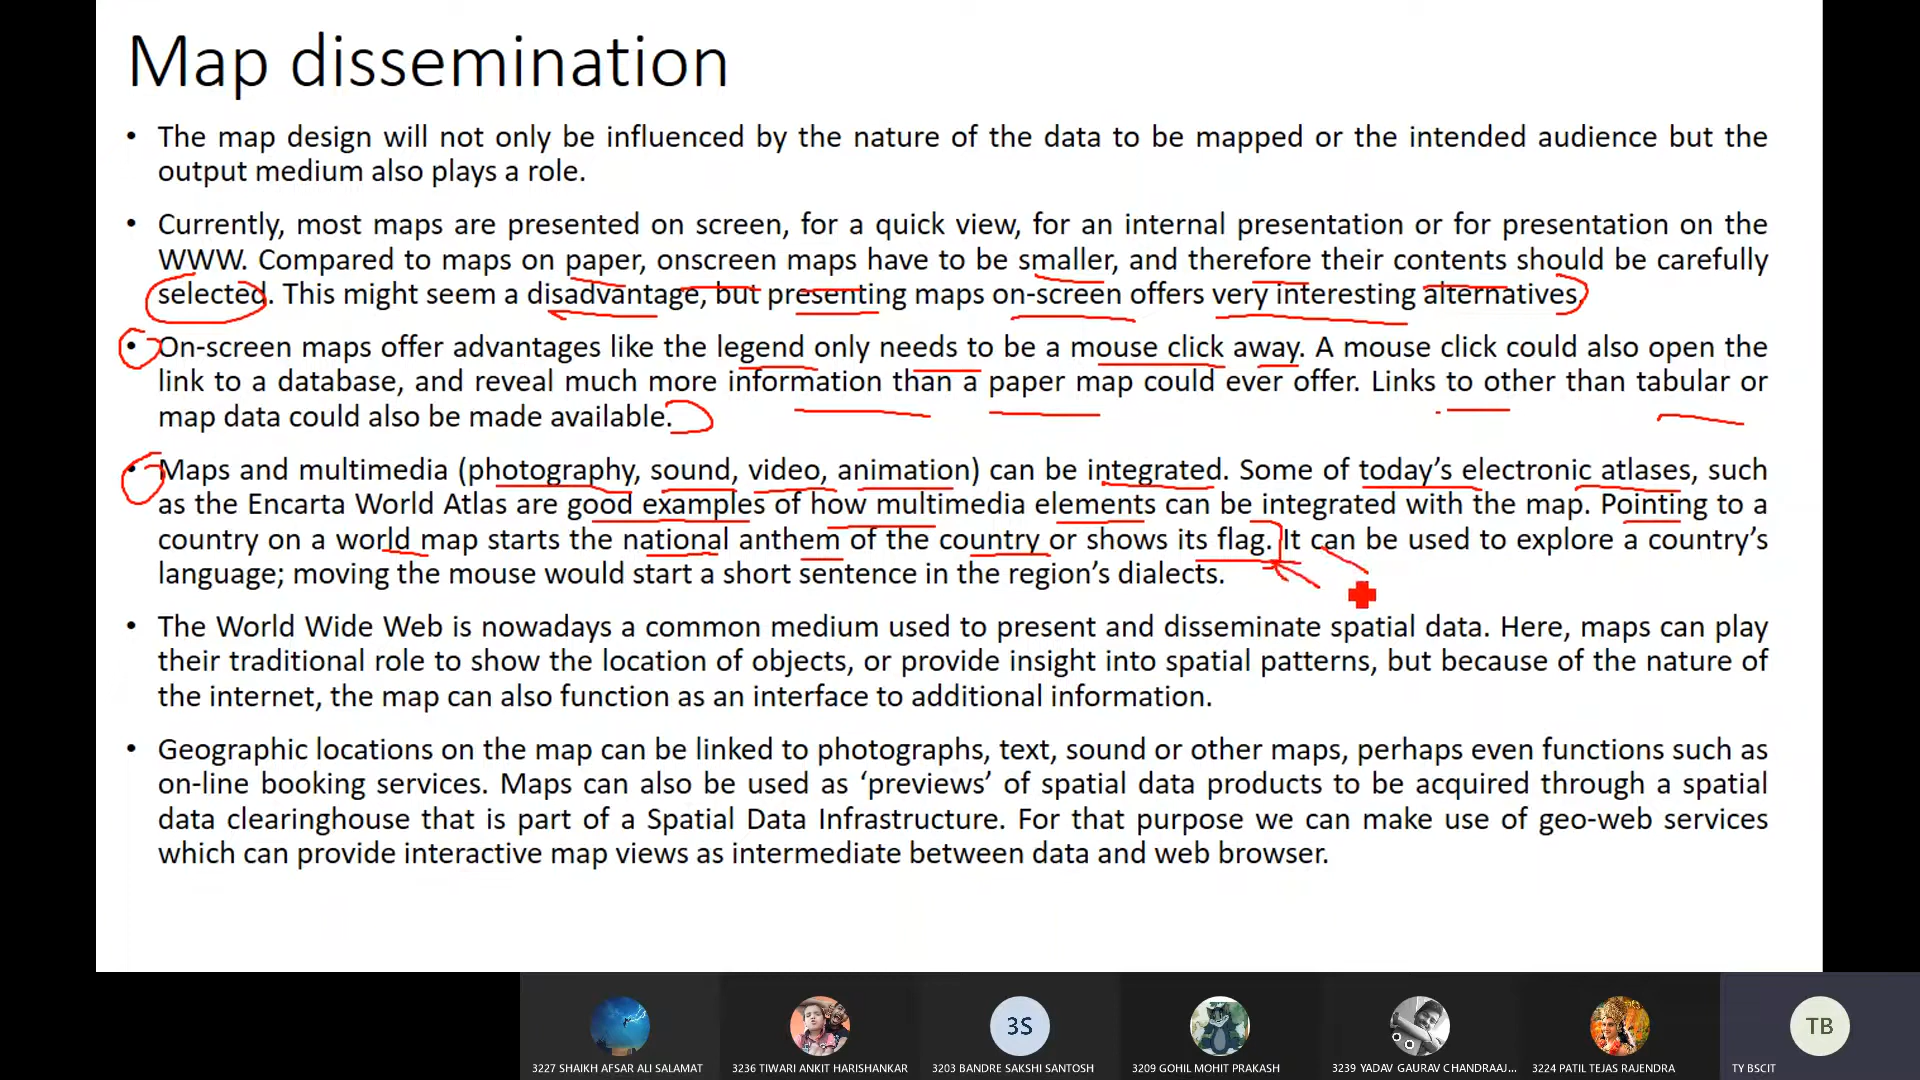 Map dissemination
• The map design will not only be influenced by the nature of the data to be mapped or the intended audience but the
output medium also plays a role.
• Currently, most maps are presented on screen, for a quick view, for an internal presentation or for presentation on the
WWW. Compared to maps on paper, onscreen maps have to be smaller, and therefore their contents should be carefully
selected. This might seem a disadvantage, but presenting maps on-screen offers very interesting alternatives.
• On-screen maps offer advantages like the legend only needs to be a mouse click away. A mouse click could also open the
link to a database, and reveal much more information than a paper map could ever offer. Links to other than tabular or
map data could also be made available.
• Maps and multimedia (photography, sound, video, animation) can be integrated. Some of today’s electronic atlases, such
as the Encarta World Atlas are good examples of how multimedia elements can be integrated with the map. Pointing to a
country on a world map starts the national anthem of the country or shows its flag. It can be used to explore a country’s
language; moving the mouse would start a short sentence in the region’s dialects.
• The World Wide Web is nowadays a common medium used to present and disseminate spatial data. Here, maps can play
their traditional role to show the location of objects, or provide insight into spatial patterns, but because of the nature of
the internet, the map can also function as an interface to additional information.
• Geographic locations on the map can be linked to photographs, text, sound or other maps, perhaps even functions such as
on-line booking services. Maps can also be used as ‘previews’ of spatial data products to be acquired through a spatial
data clearinghouse that is part of a Spatial Data Infrastructure. For that purpose we can make use of geo-web services
which can provide interactive map views as intermediate between data and web browser.
3S
TB
3227 SHAIKH AFSAR ALI SALAMAT
3236 TIWARI ANKIT HARISHANKAR
3203 BANDRE SAKSHI SANTOSH
3209 GOHIL MOHIT PRAKASH
3239 YADAV GAURAV CHANDRAAJ...
3224 PATIL TEJAS RAJENDRA
TY BSCIT